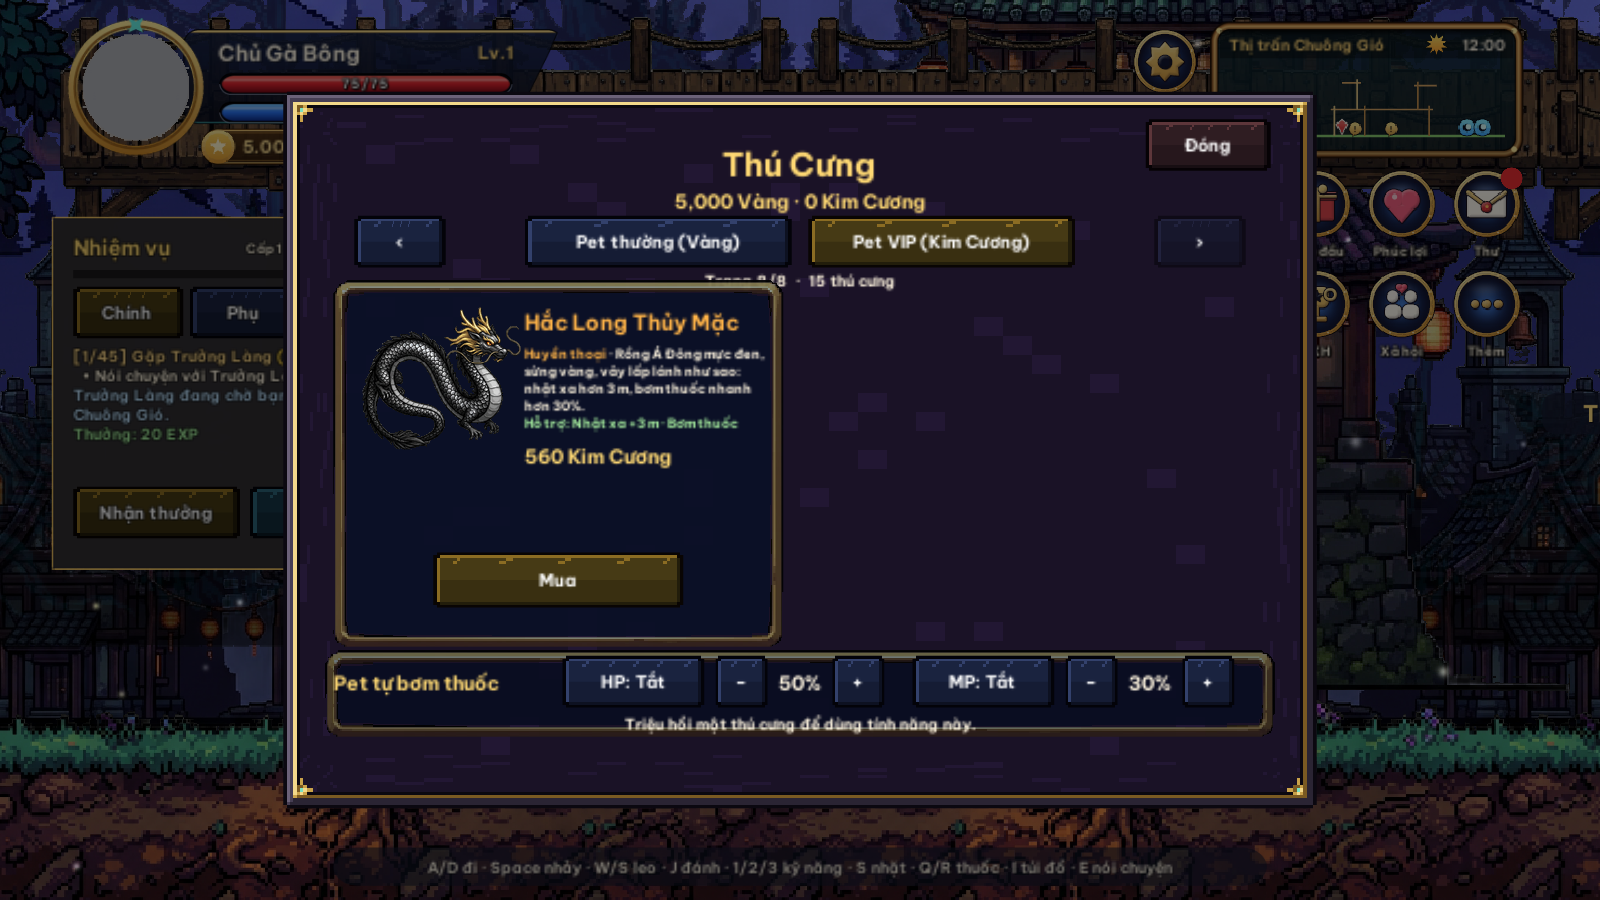 Chủ Gà Bông
Lv.1
75/75
5.00
Thị trấn Chuông Gió
12:00
Đóng
Thú Cưng
5,000 Vàng · 0 Kim Cương
‹
Pet thường (Vàng)
Pet VIP (Kim Cương)
›
/8 · 15 thú cưng
Nhiệm vụ
Cấp 1
Chính
Phụ
[1/45] Gặp Trưởng Làng (
• Nói chuyện với Trưởng L
Trưởng Làng đang chờ bạ
Chuông Gió.
Thưởng: 20 EXP
Nhận thưởng
Hắc Long Thủy Mặc
Huyền thoại · Rồng Á Đông mực đen,
sừng vàng, vảy lấp lánh như sao:
nhặt xa hơn 3m, bơm thuốc nhanh
hơn 30%.
Hỗ trợ: Nhặt xa +3m · Bơm thuốc
560 Kim Cương
Mua
Phúc lợi
Thư
Xã hội
Thêm
T
Pet tự bơm thuốc
HP: Tắt
-
50%
+
MP: Tắt
-
30%
+
Triệu hồi một thú cưng để dùng tính năng này.
A/D đi · Space nhảy · W/S leo · J đánh · 1/2/3 kỹ năng · S nhặt · Q/R thuốc · I túi đồ · E nói chuyện